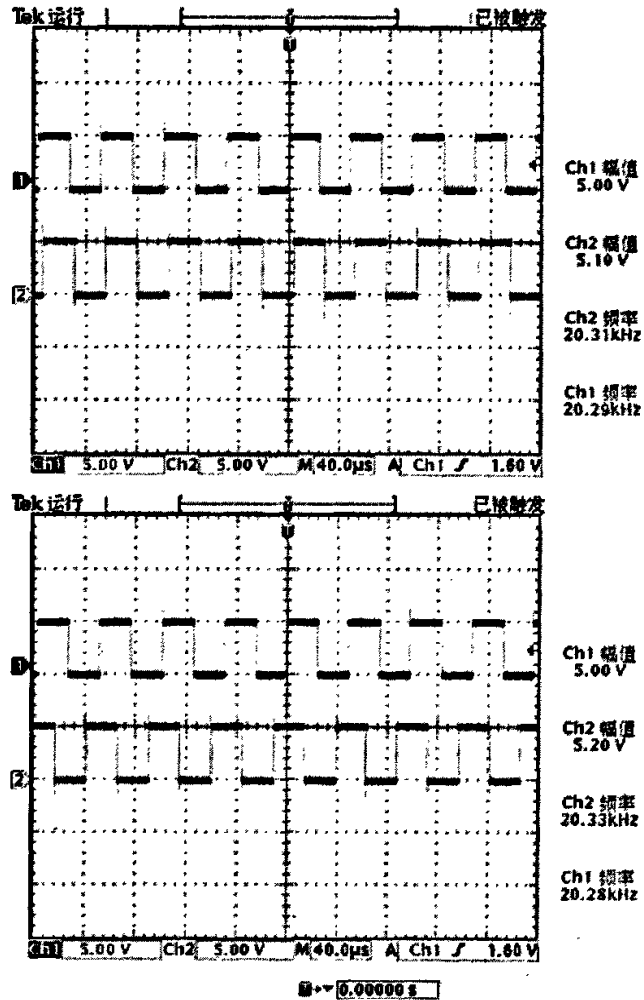 Tek 运行
已被触发
Ch1 幅值
5.00 V
Ch2 幅值
5.10 V
Ch2 频率
20.31kHz
Ch1 频率
20.29kHz
1
2
Ch1 5.00 V Ch2 5.00 V M 40.0µs A Ch1 1.60 V
Tek 运行
已被触发
Ch1 幅值
5.00 V
Ch2 幅值
5.20 V
Ch2 频率
20.33kHz
Ch1 频率
20.28kHz
1
2
Ch1 5.00 V Ch2 5.00 V M 40.0µs A Ch1 1.60 V
0.00000 s